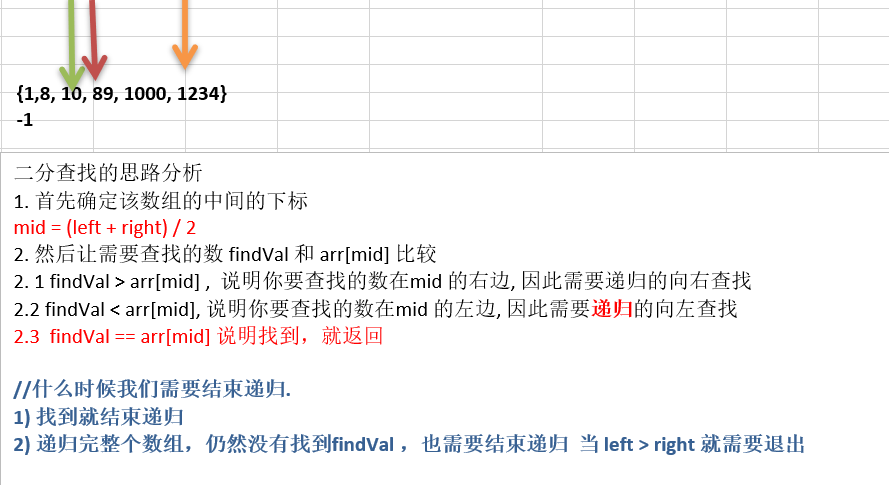 {1,8, 10, 89, 1000, 1234}
-1
二分查找的思路分析
1. 首先确定该数组的中间的下标
mid = (left + right) / 2
2. 然后让需要查找的数 findVal 和 arr[mid] 比较
2. 1 findVal > arr[mid] ,  说明你要查找的数在mid 的右边, 因此需要递归的向右查找
2.2 findVal < arr[mid], 说明你要查找的数在mid 的左边, 因此需要递归的向左查找
2.3  findVal == arr[mid] 说明找到，就返回
//什么时候我们需要结束递归.
1) 找到就结束递归
2) 递归完整个数组，仍然没有找到findVal ，也需要结束递归  当 left > right 就需要退出